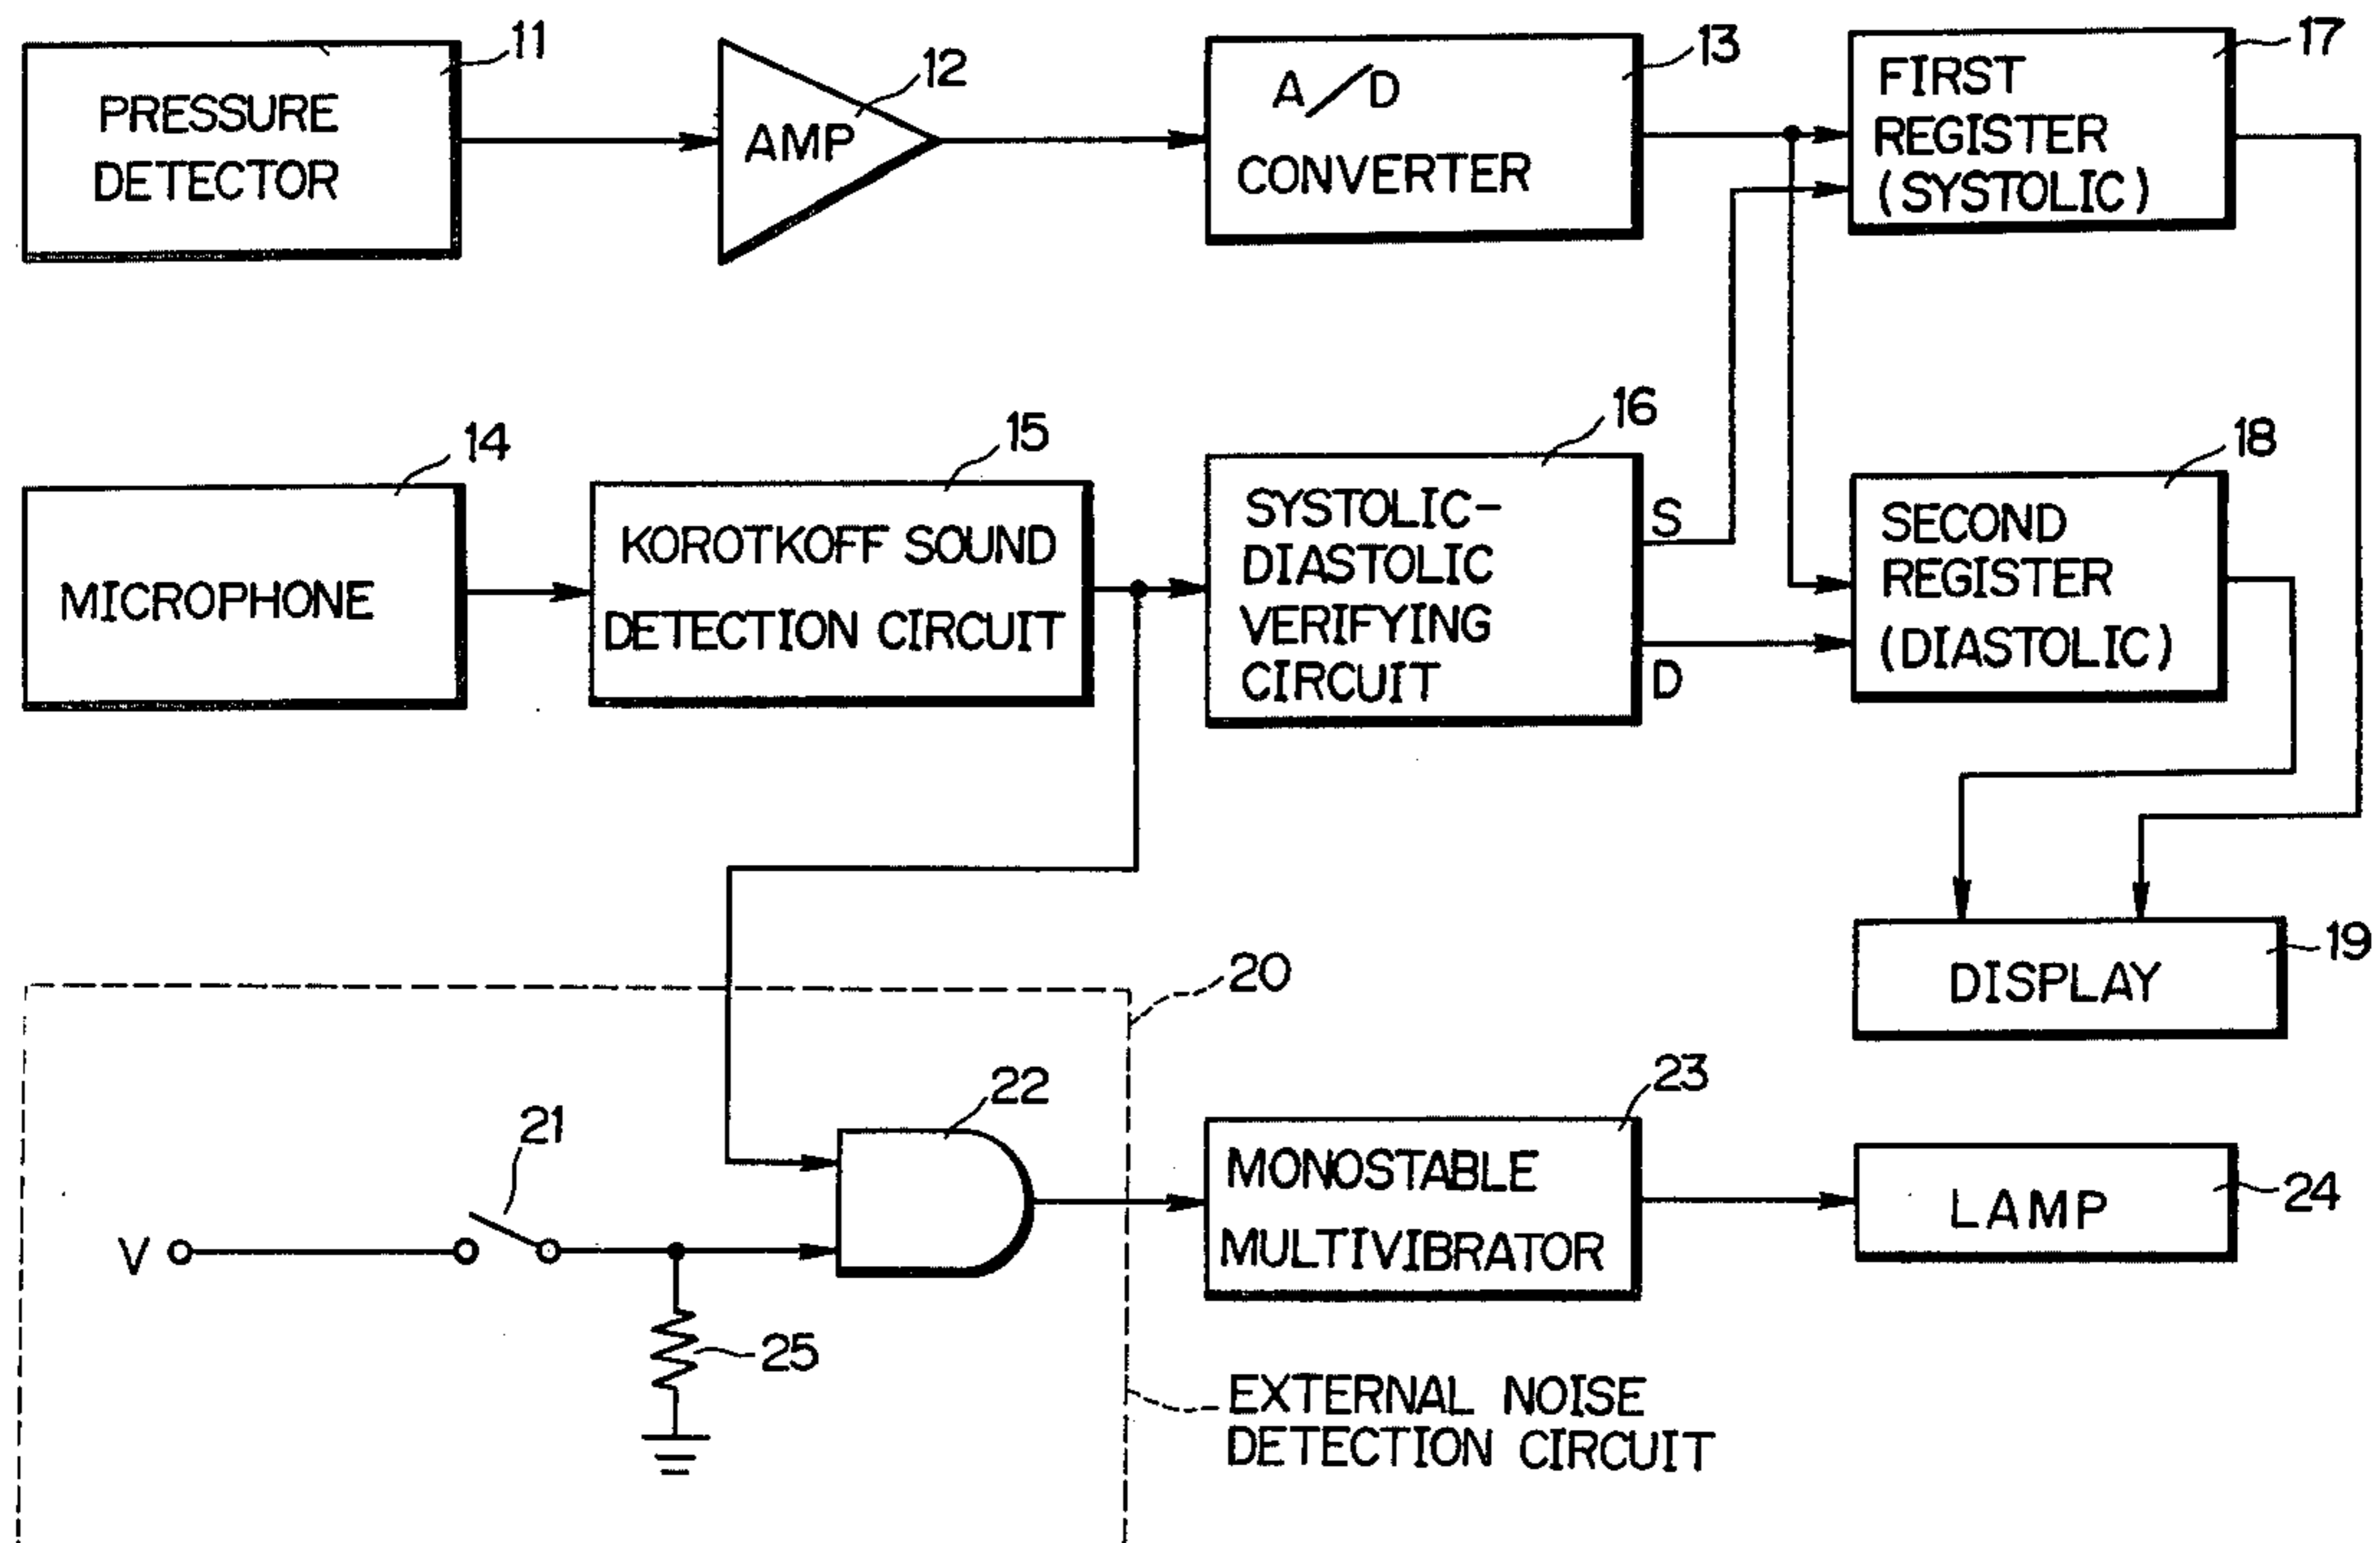 11
PRESSURE
DETECTOR
12
AMP
13
A/D
CONVERTER
17
FIRST
REGISTER
(SYSTOLIC)
14
MICROPHONE
15
KOROTKOFF SOUND
DETECTION CIRCUIT
16
SYSTOLIC-
DIASTOLIC
VERIFYING
CIRCUIT
S
D
18
SECOND
REGISTER
(DIASTOLIC)
19
DISPLAY
20
21
V
22
25
23
MONOSTABLE
MULTIVIBRATOR
24
LAMP
EXTERNAL NOISE
DETECTION CIRCUIT